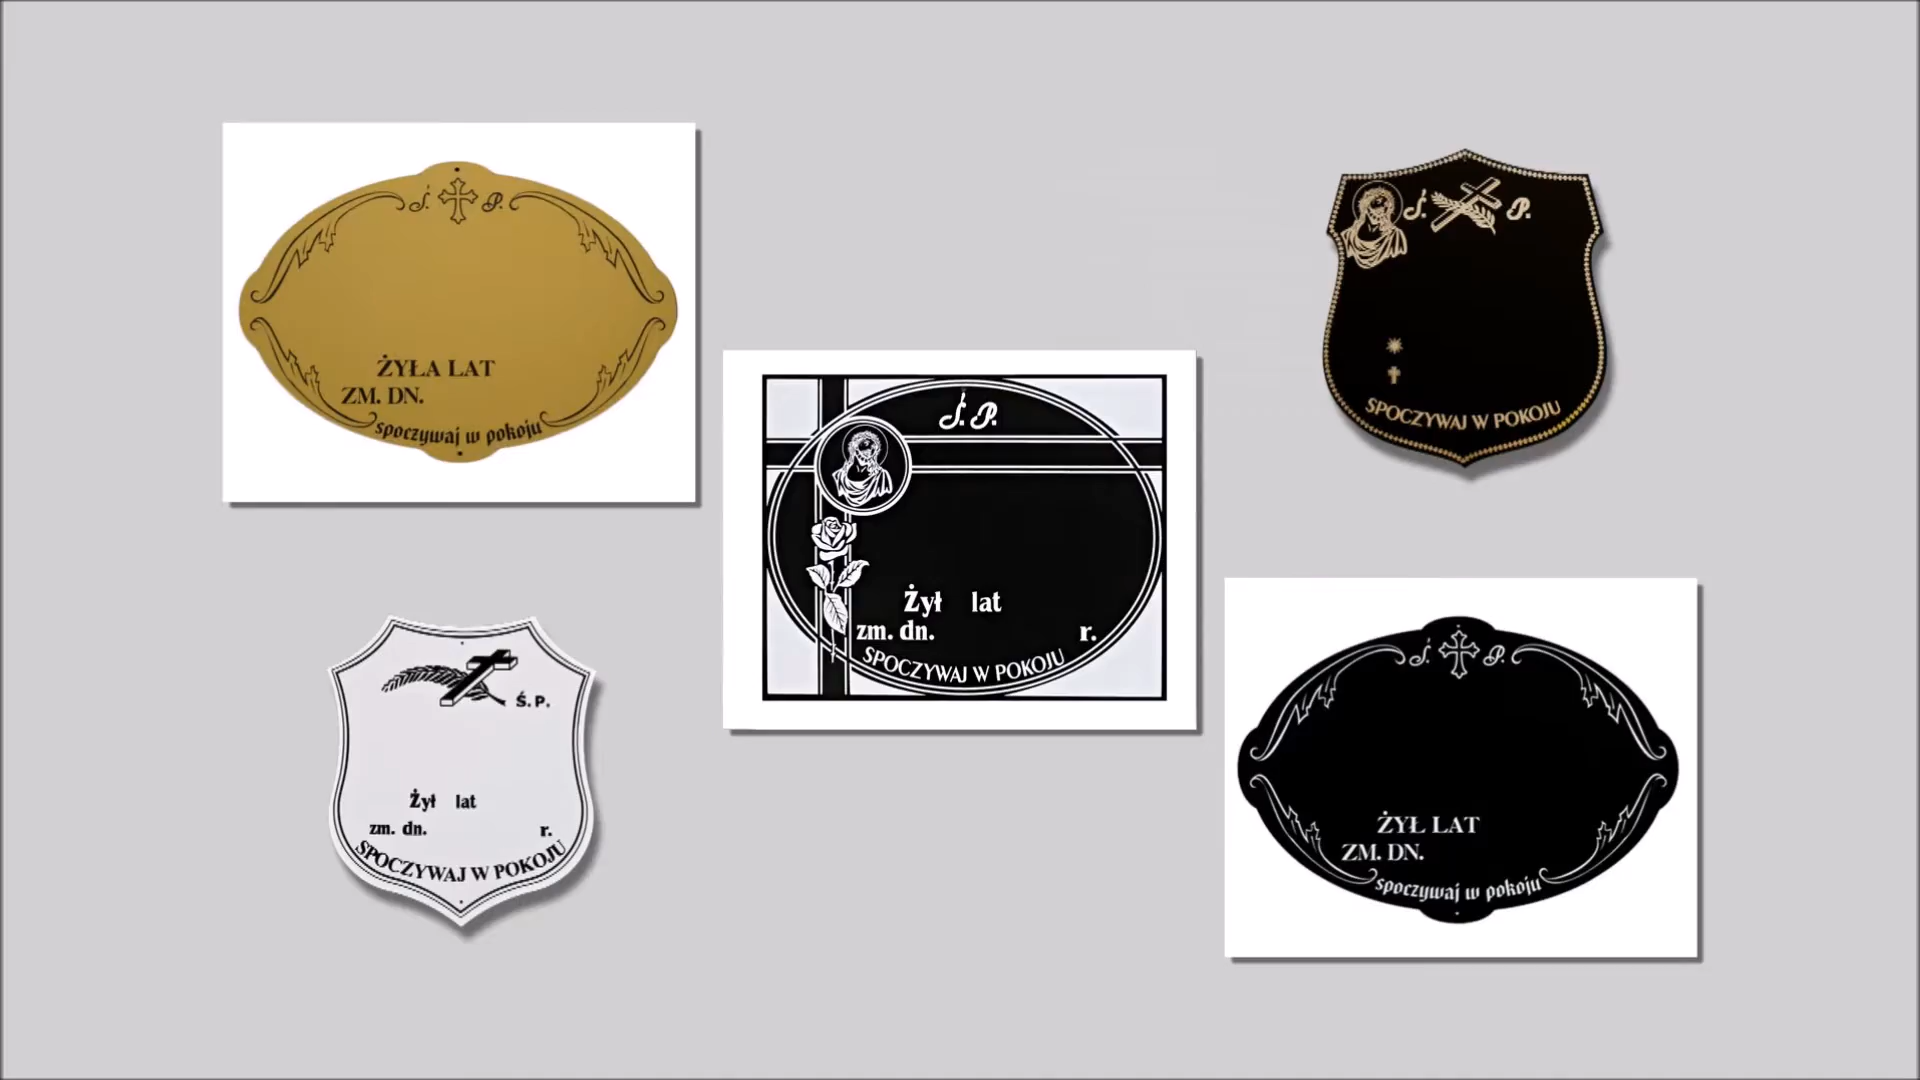 Ś. P.
ŻYŁA LAT
ZM. DN.
spoczywaj w pokoju
Ś. P.
SPOCZYWAJ W POKOJU
Ś. P.
Żył lat
zm. dn. r.
SPOCZYWAJ W POKOJU
Ś. P.
Żył lat
zm. dn. r.
SPOCZYWAJ W POKOJU
Ś. P.
ŻYŁ LAT
ZM. DN.
spoczywaj w pokoju